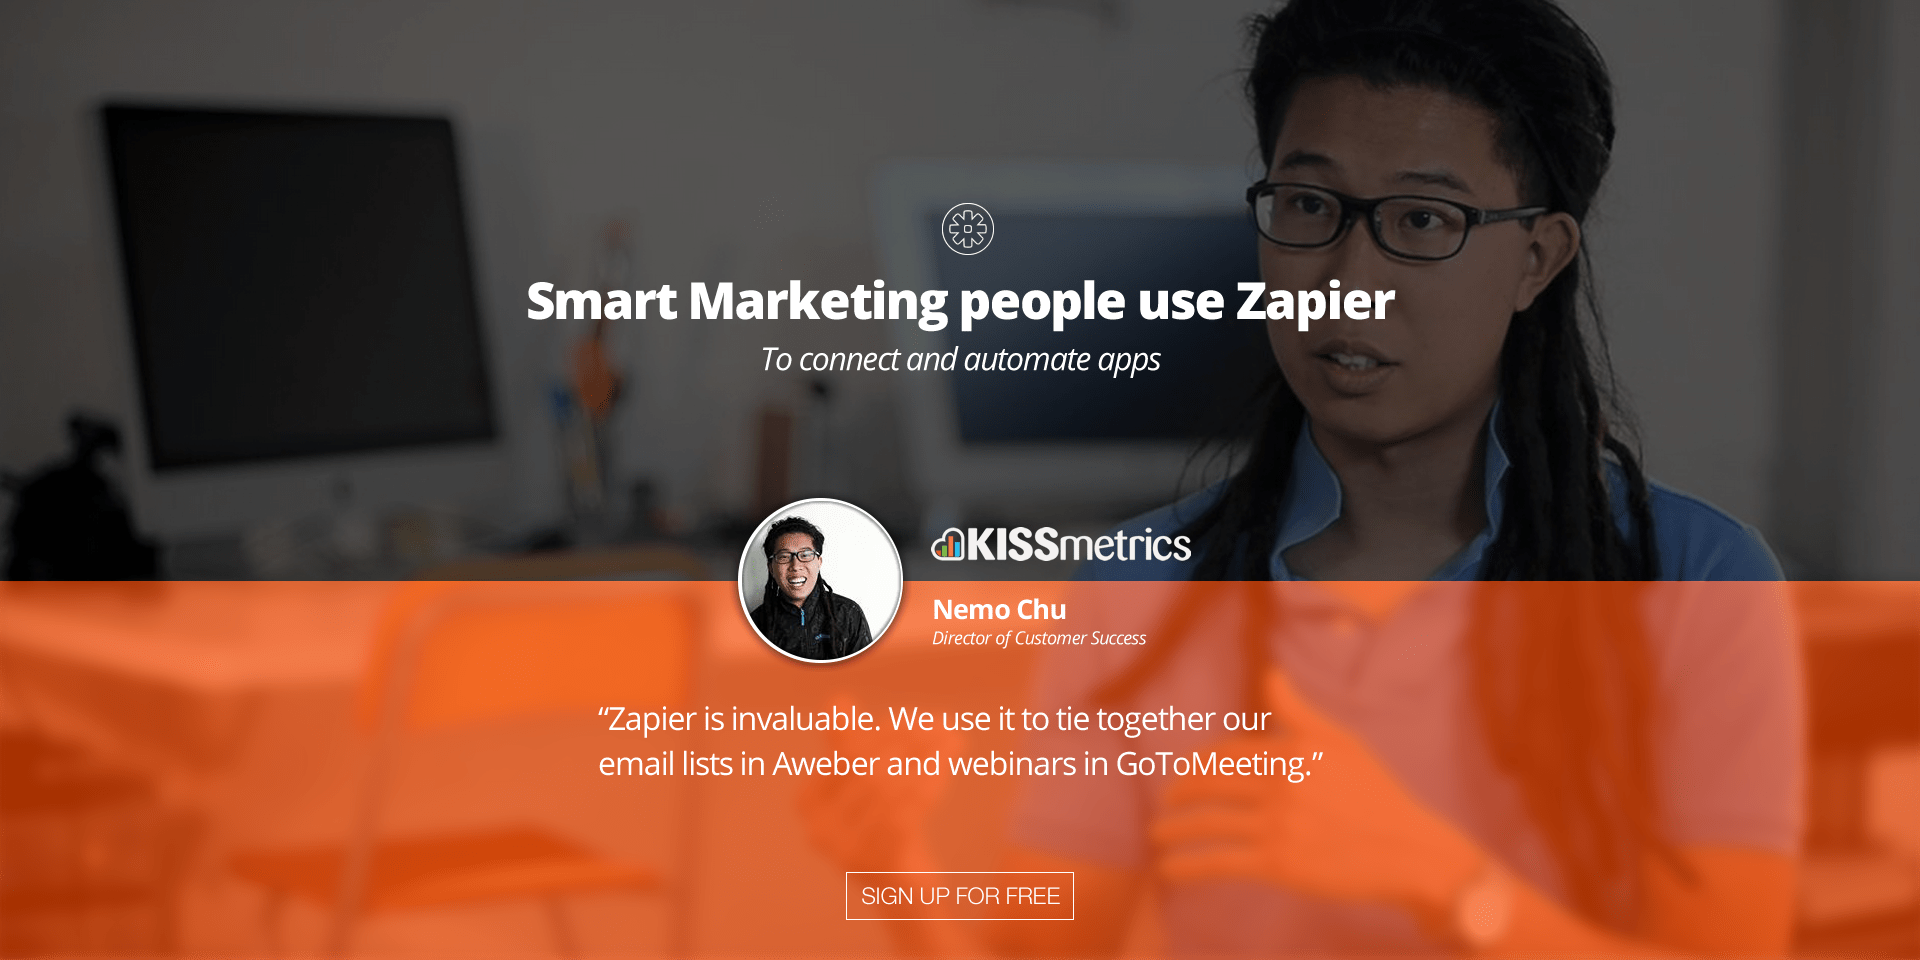 Smart Marketing people use Zapier
To connect and automate apps
KISSmetrics
Nemo Chu
Director of Customer Success
“Zapier is invaluable. We use it to tie together our
email lists in Aweber and webinars in GoToMeeting.”
SIGN UP FOR FREE